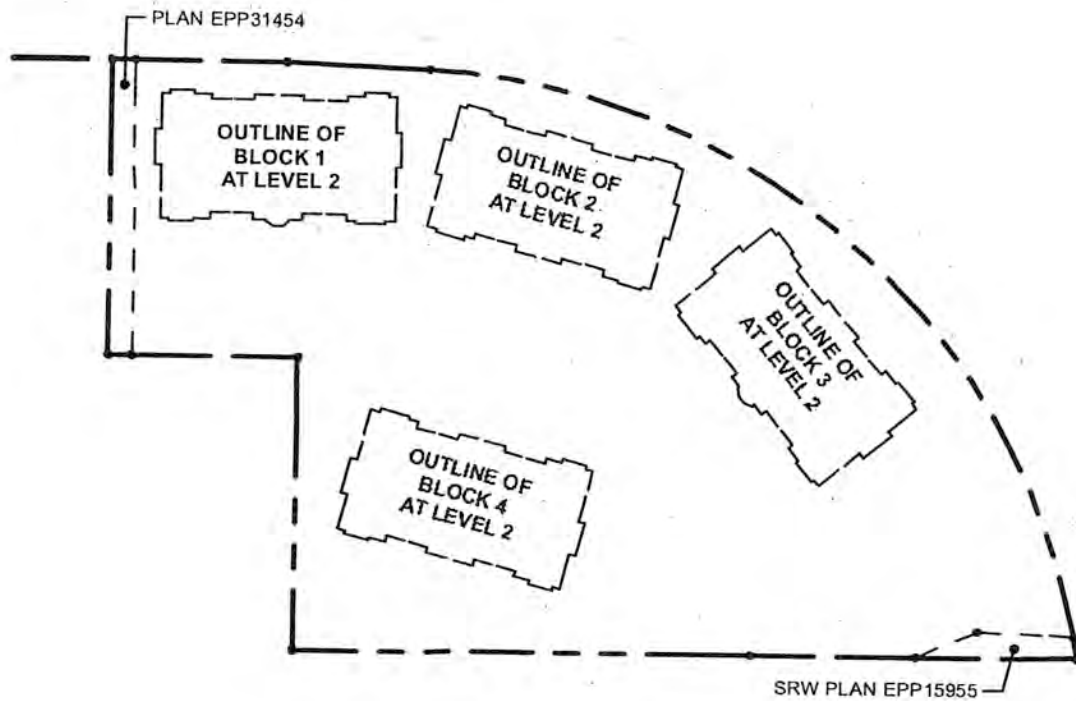 PLAN EPP31454
OUTLINE OF
BLOCK 1
AT LEVEL 2
OUTLINE OF
BLOCK 2
AT LEVEL 2
OUTLINE OF
BLOCK 3
AT LEVEL 2
OUTLINE OF
BLOCK 4
AT LEVEL 2
SRW PLAN EPP15955